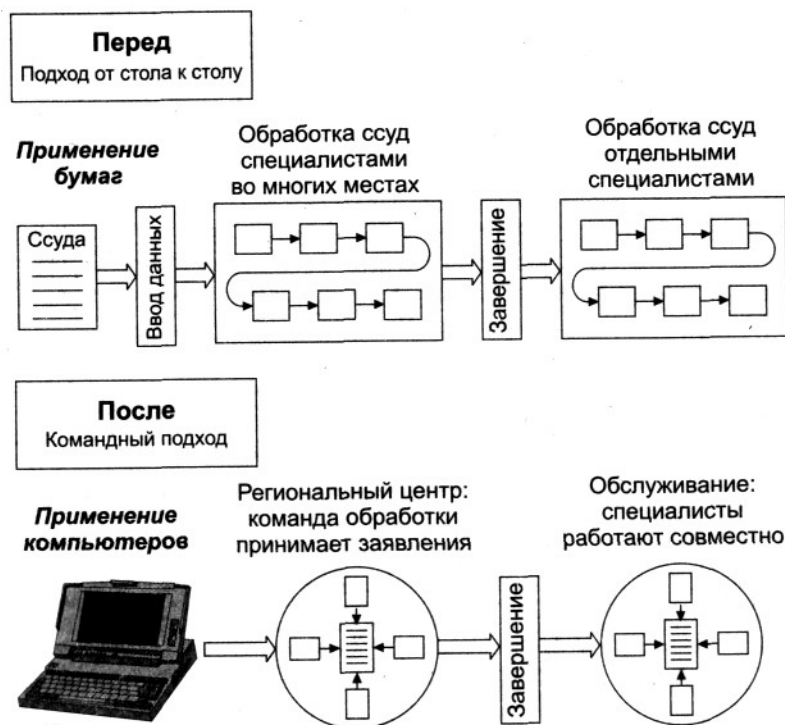 Перед
Подход от стола к столу
Применение
бумаг
Обработка ссуд
специалистами
во многих местах
Обработка ссуд
отдельными
специалистами
Ссуда
Ввод данных
Завершение
После
Командный подход
Применение
компьютеров
Региональный центр:
команда обработки
принимает заявления
Обслуживание:
специалисты
работают совместно
Завершение